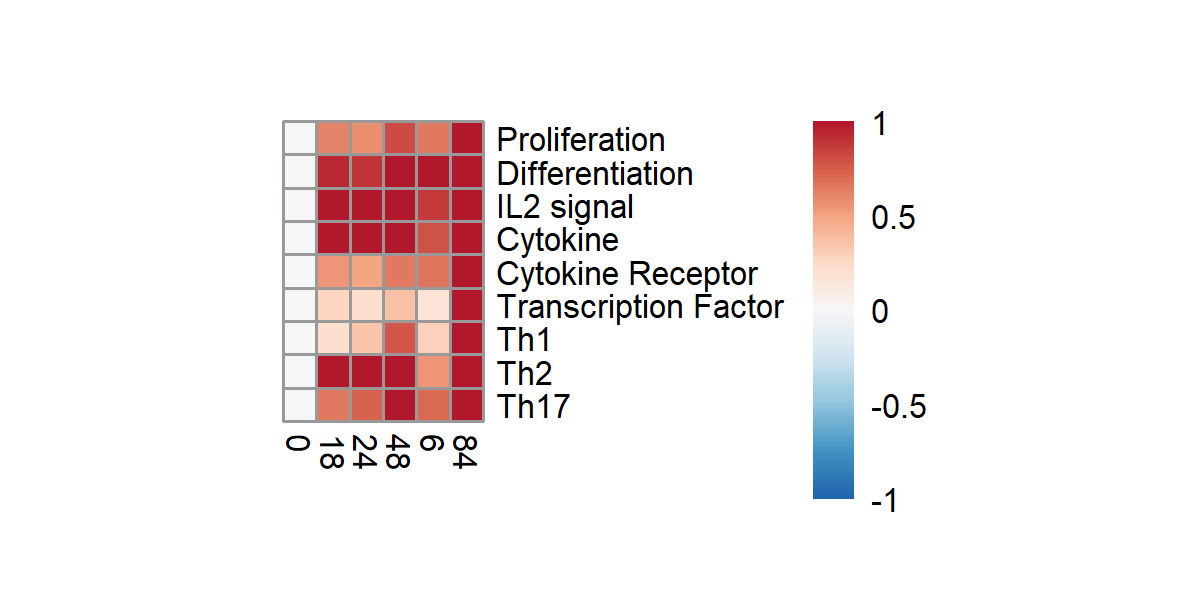 Proliferation
Differentiation
IL2 signal
Cytokine
Cytokine Receptor
Transcription Factor
Th1
Th2
Th17
0 18 24 48 6 84
1
0.5
0
-0.5
-1